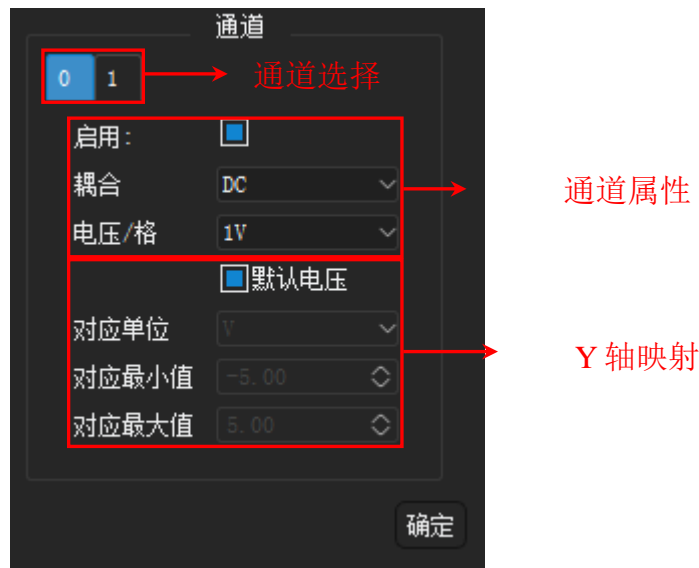 通道
0 1
通道选择
启用:
耦合 DC
通道属性
电压/格 1V
默认电压
对应单位 V
Y 轴映射
对应最小值 -5.00
对应最大值 5.00
确定